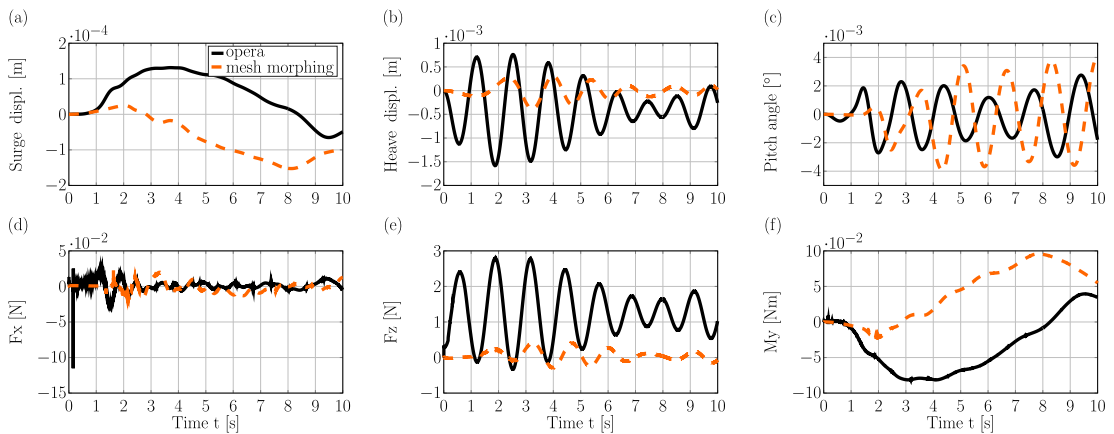 (a)
·10−4
2
1
0
−1
−2
Surge displ. [m]
0 1 2 3 4 5 6 7 8 9 10
opera
mesh morphing
(b)
·10−3
1
0.5
0
−0.5
−1
−1.5
−2
Heave displ. [m]
0 1 2 3 4 5 6 7 8 9 10
(c)
·10−3
4
2
0
−2
−4
Pitch angle [°]
0 1 2 3 4 5 6 7 8 9 10
(d)
·10−2
5
0
−5
−10
−15
Fx [N]
0 1 2 3 4 5 6 7 8 9 10
Time t [s]
(e)
3
2
1
0
−1
Fz [N]
0 1 2 3 4 5 6 7 8 9 10
Time t [s]
(f)
·10−2
10
5
0
−5
−10
My [Nm]
0 1 2 3 4 5 6 7 8 9 10
Time t [s]